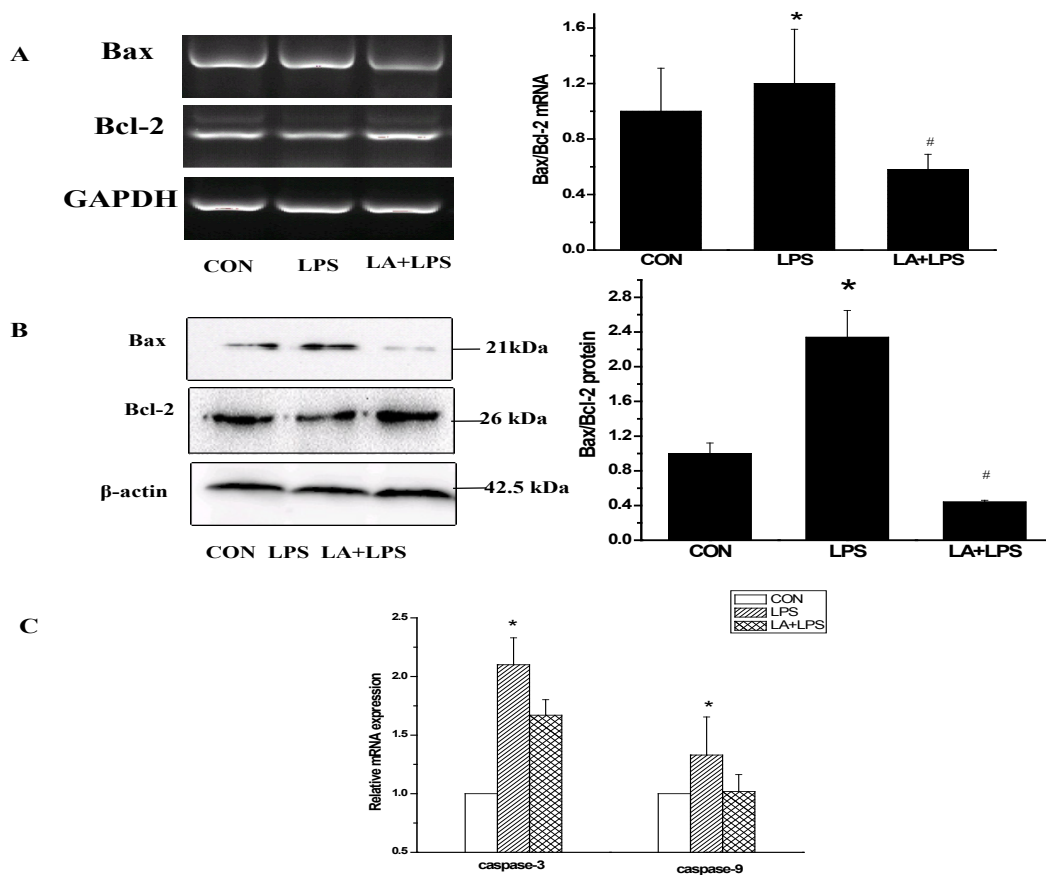 A
Bax
Bcl-2
GAPDH
CON LPS LA+LPS
Bax/Bcl-2 mRNA
1.6
1.2
0.8
0.4
0.0
*
#
CON LPS LA+LPS
B
Bax
21kDa
Bcl-2
26 kDa
β-actin
42.5 kDa
CON LPS LA+LPS
Bax/Bcl-2 protein
2.8
2.4
2.0
1.6
1.2
0.8
0.4
0.0
*
#
CON LPS LA+LPS
C
CON
LPS
LA+LPS
Relative mRNA expression
2.5
2.0
1.5
1.0
0.5
*
*
caspase-3 caspase-9